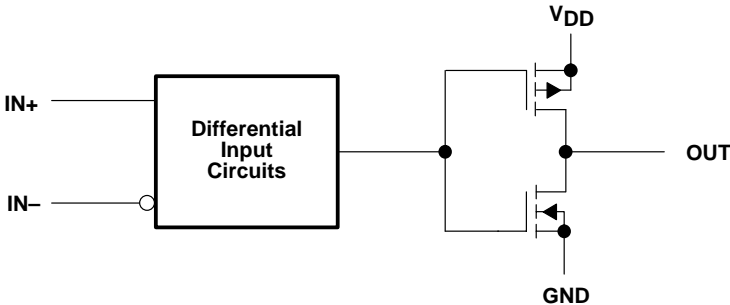 VDD
IN+
Differential
Input
Circuits
OUT
IN–
GND